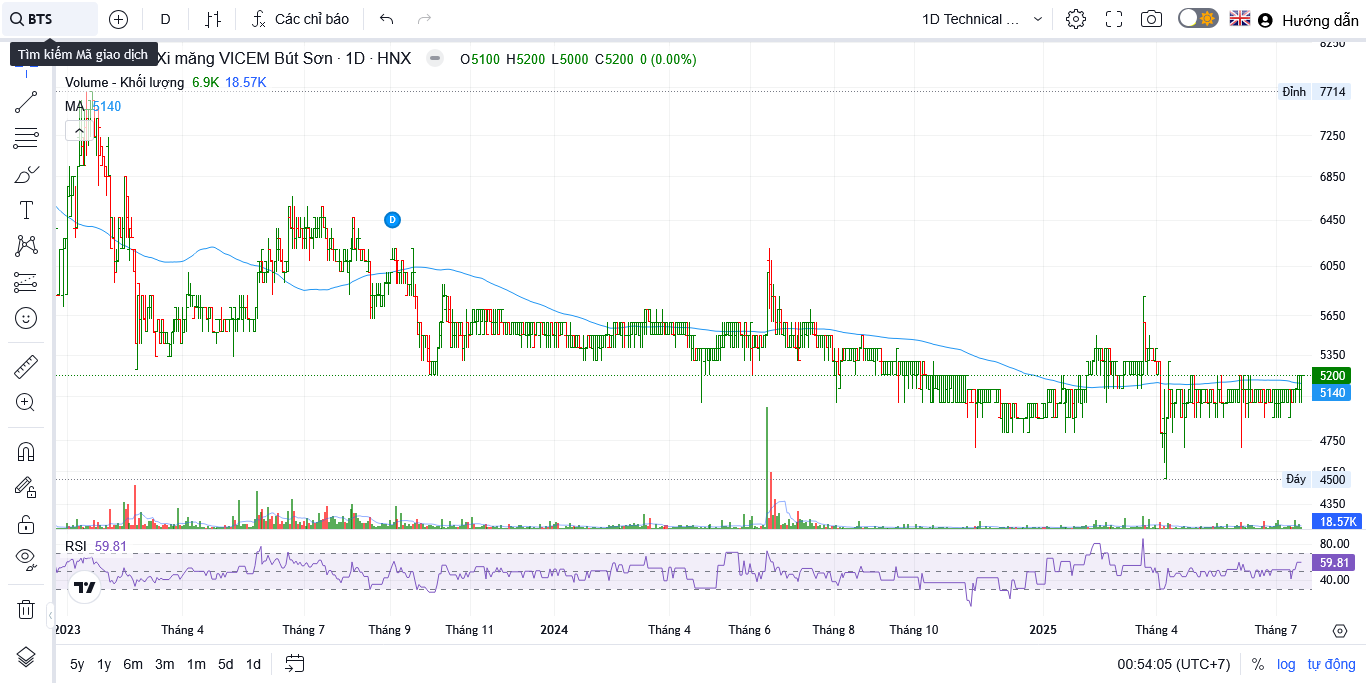 BTS
D
Các chỉ báo
1D Technical ...
Hướng dẫn
Tìm kiếm Mã giao dịch
Xi măng VICEM Bút Sơn · 1D · HNX
O5100 H5200 L5000 C5200 0 (0.00%)
Volume - Khối lượng 6.9K 18.57K
MA 5140
D
8250
Đỉnh 7714
7250
6850
6450
6050
5650
5350
5200
5140
4750
4550
Đáy 4500
4350
18.57K
RSI 59.81
80.00
59.81
40.00
2023 Tháng 4 Tháng 7 Tháng 9 Tháng 11 2024 Tháng 4 Tháng 6 Tháng 8 Tháng 10 2025 Tháng 4 Tháng 7
5y 1y 6m 3m 1m 5d 1d
00:54:05 (UTC+7) % log tự động